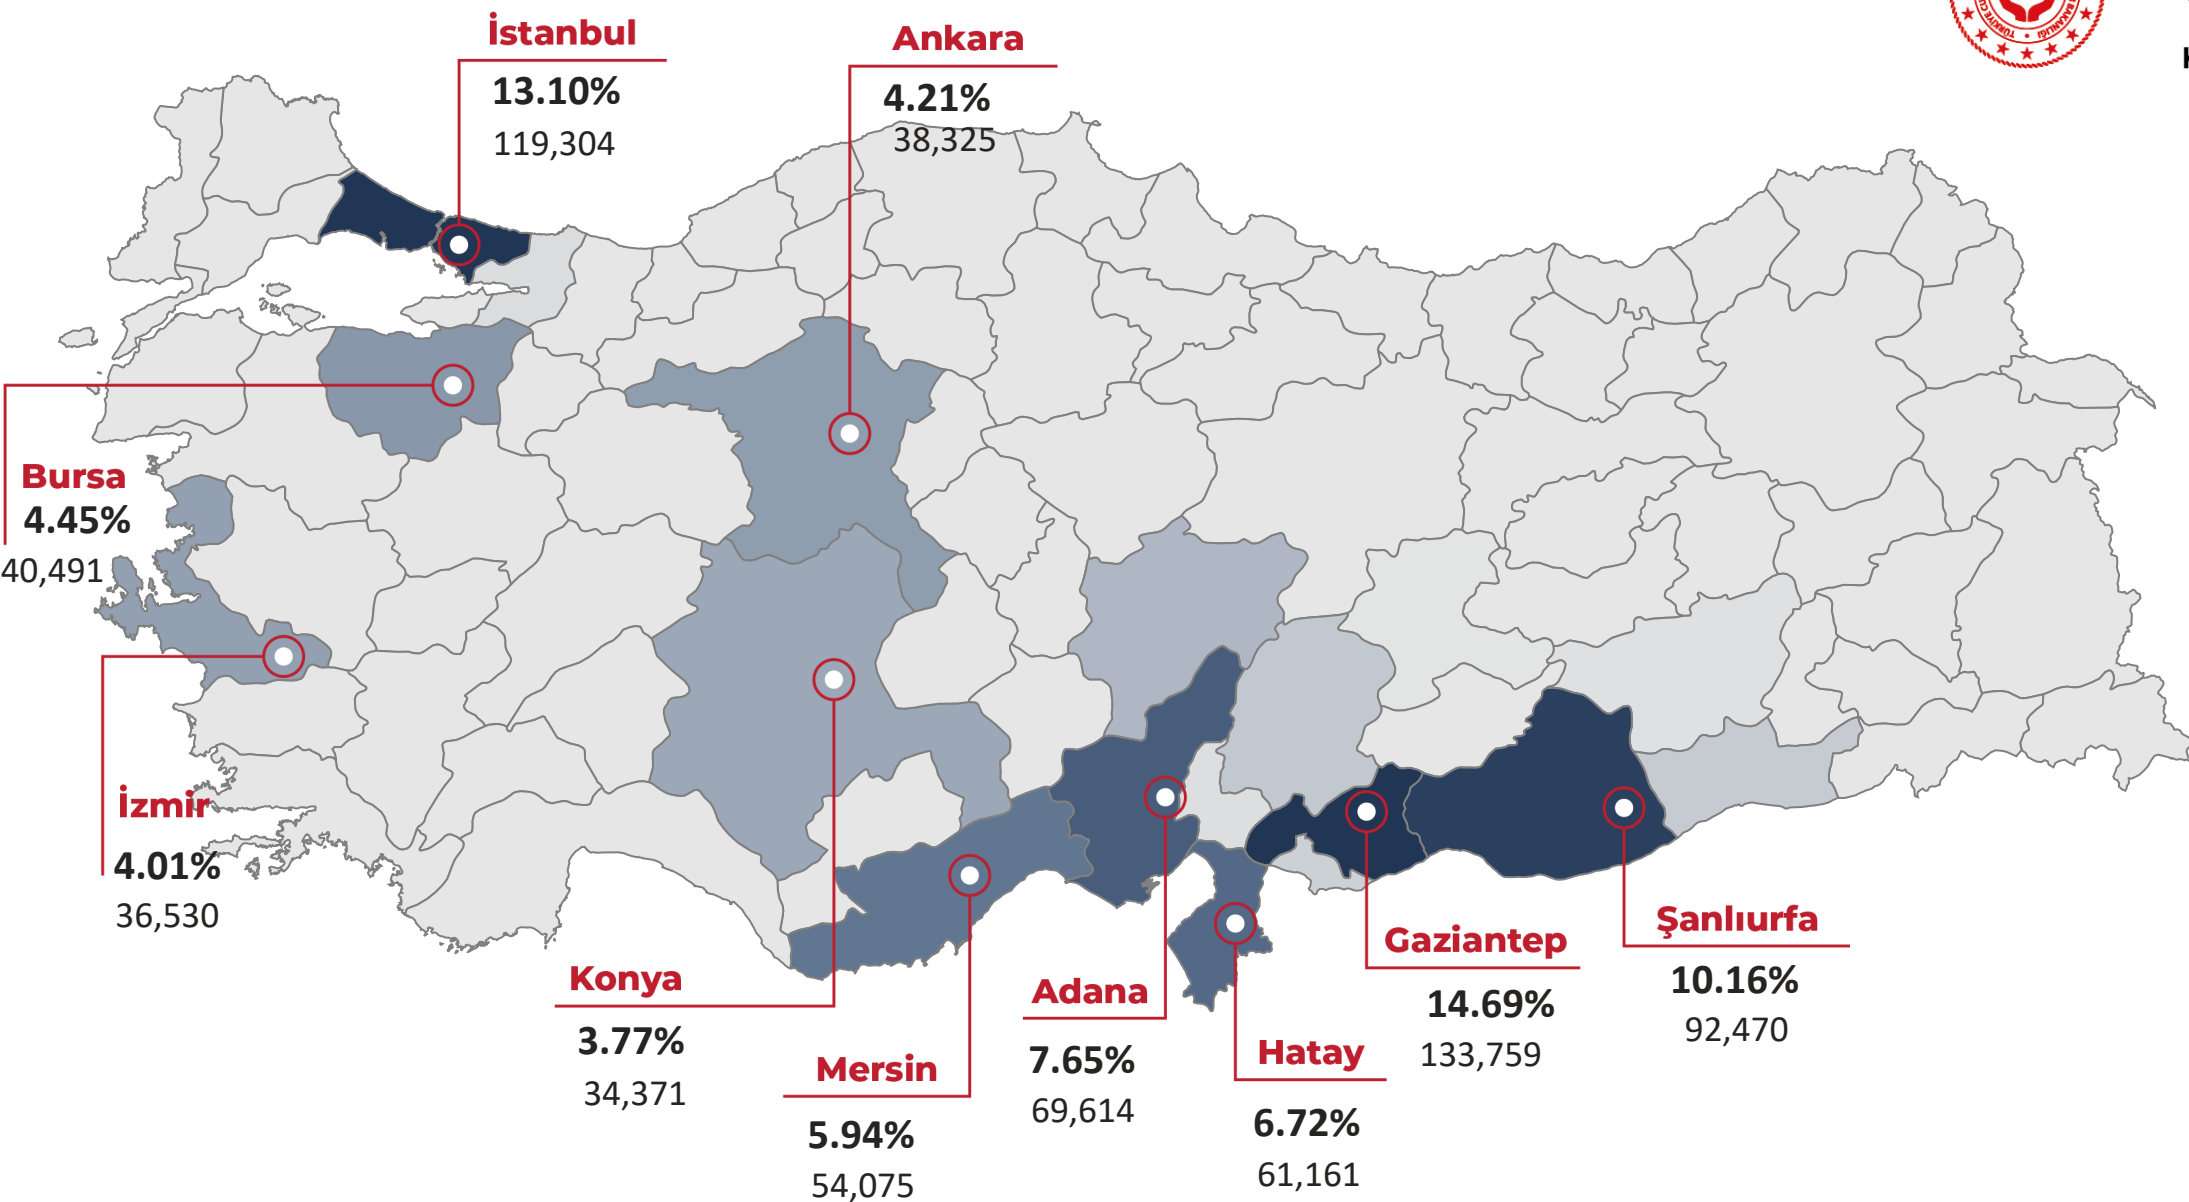 İstanbul
13.10%
119,304
Ankara
4.21%
38,325
Bursa
4.45%
40,491
İzmir
4.01%
36,530
Konya
3.77%
34,371
Mersin
5.94%
54,075
Adana
7.65%
69,614
Hatay
6.72%
61,161
Gaziantep
14.69%
133,759
Şanlıurfa
10.16%
92,470